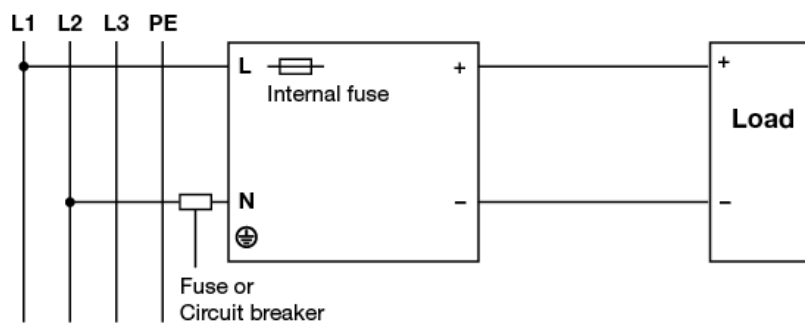 L1 L2 L3 PE
L
+
+
Internal fuse
Load
N
–
–
Fuse or
Circuit breaker